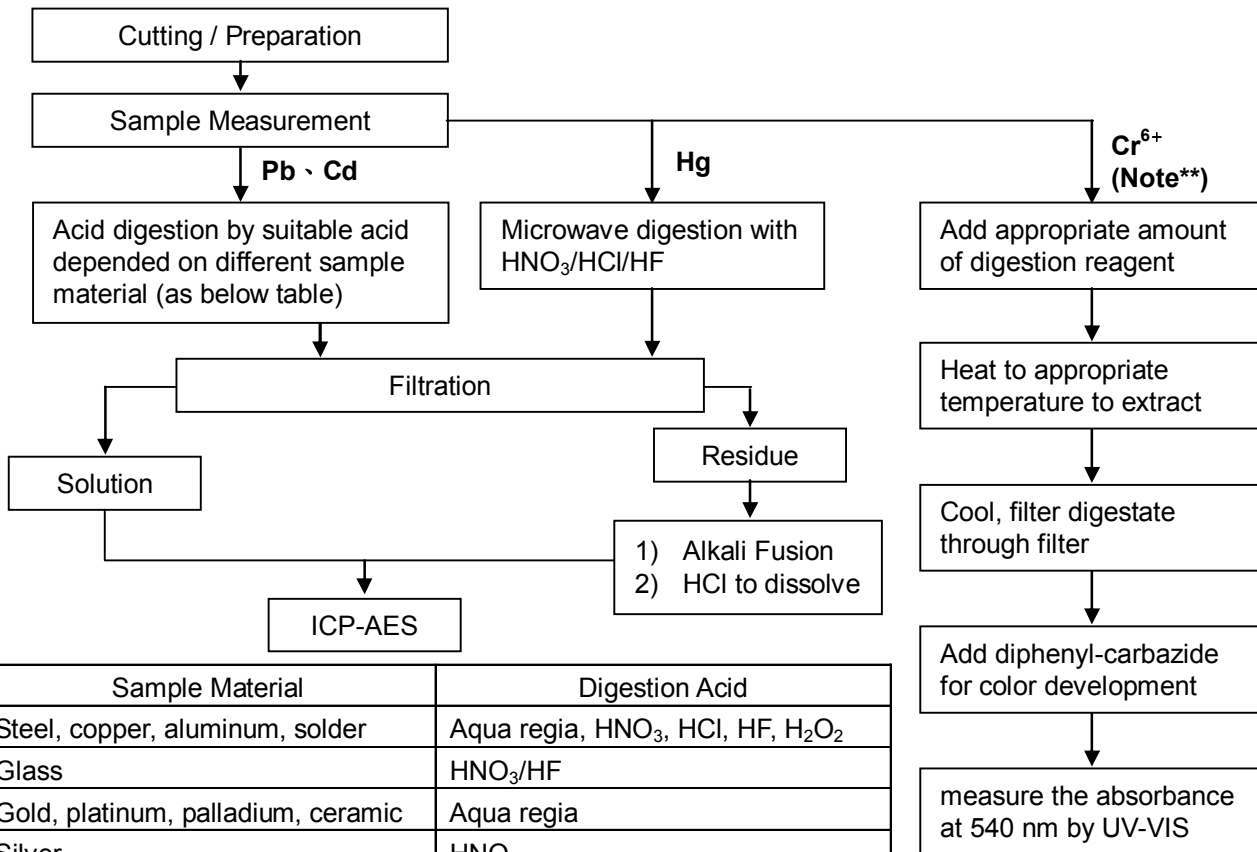 Cutting / Preparation
Sample Measurement
Pb、Cd
Hg
Cr⁶⁺
(Note**)
Acid digestion by suitable acid
depended on different sample
material (as below table)
Microwave digestion with
HNO₃/HCl/HF
Add appropriate amount
of digestion reagent
Filtration
Heat to appropriate
temperature to extract
Solution
Residue
Cool, filter digestate
through filter
1) Alkali Fusion
2) HCl to dissolve
ICP-AES
Add diphenyl-carbazide
for color development
Sample Material
Digestion Acid
Steel, copper, aluminum, solder
Aqua regia, HNO₃, HCl, HF, H₂O₂
Glass
HNO₃/HF
Gold, platinum, palladium, ceramic
Aqua regia
Silver
HNO₃
measure the absorbance
at 540 nm by UV-VIS